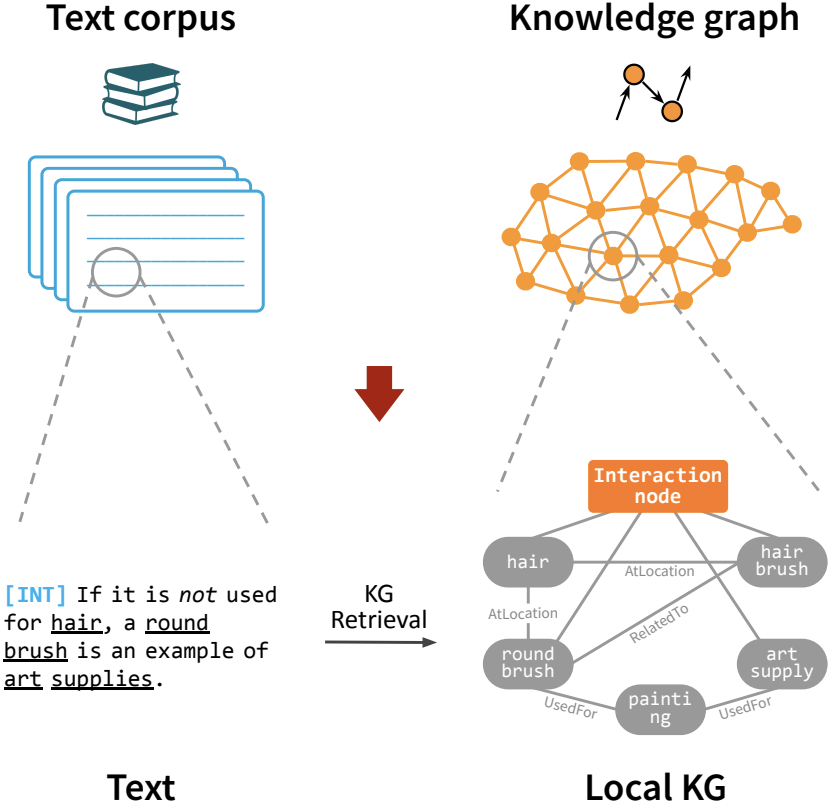 Text corpus
Knowledge graph
[INT] If it is not used
for hair, a round
brush is an example of
art supplies.
KG
Retrieval
Interaction
node
hair
hair
brush
AtLocation
AtLocation
RelatedTo
round
brush
art
supply
painti
ng
UsedFor
UsedFor
Text
Local KG